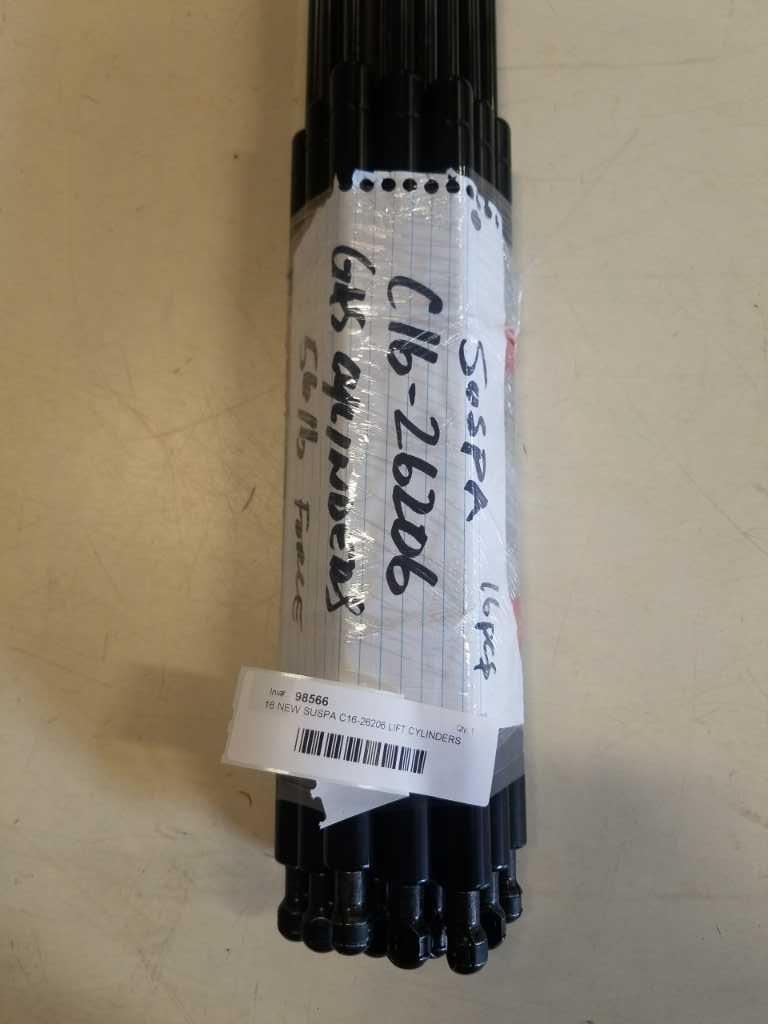 SUSPA 16 pcs
C16-26206
GAS CYLINDERS
56 lb FORCE
Inv# 98566
16 NEW SUSPA C16-26206 LIFT CYLINDERS
Qty. 1